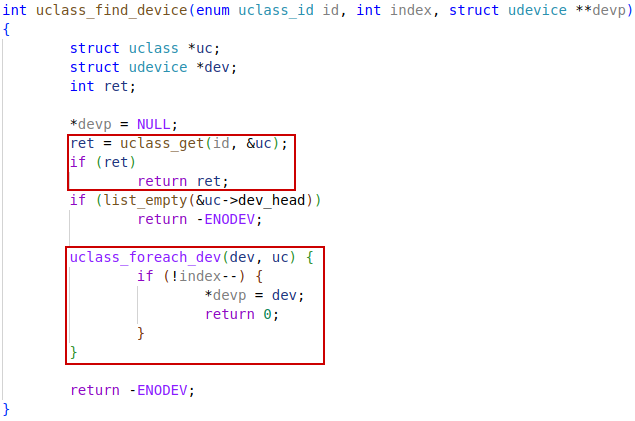 int uclass_find_device(enum uclass_id id, int index, struct udevice **devp)
{
        struct uclass *uc;
        struct udevice *dev;
        int ret;

        *devp = NULL;
        ret = uclass_get(id, &uc);
        if (ret)
                return ret;
        if (list_empty(&uc->dev_head))
                return -ENODEV;

        uclass_foreach_dev(dev, uc) {
                if (!index--) {
                        *devp = dev;
                        return 0;
                }
        }

        return -ENODEV;
}